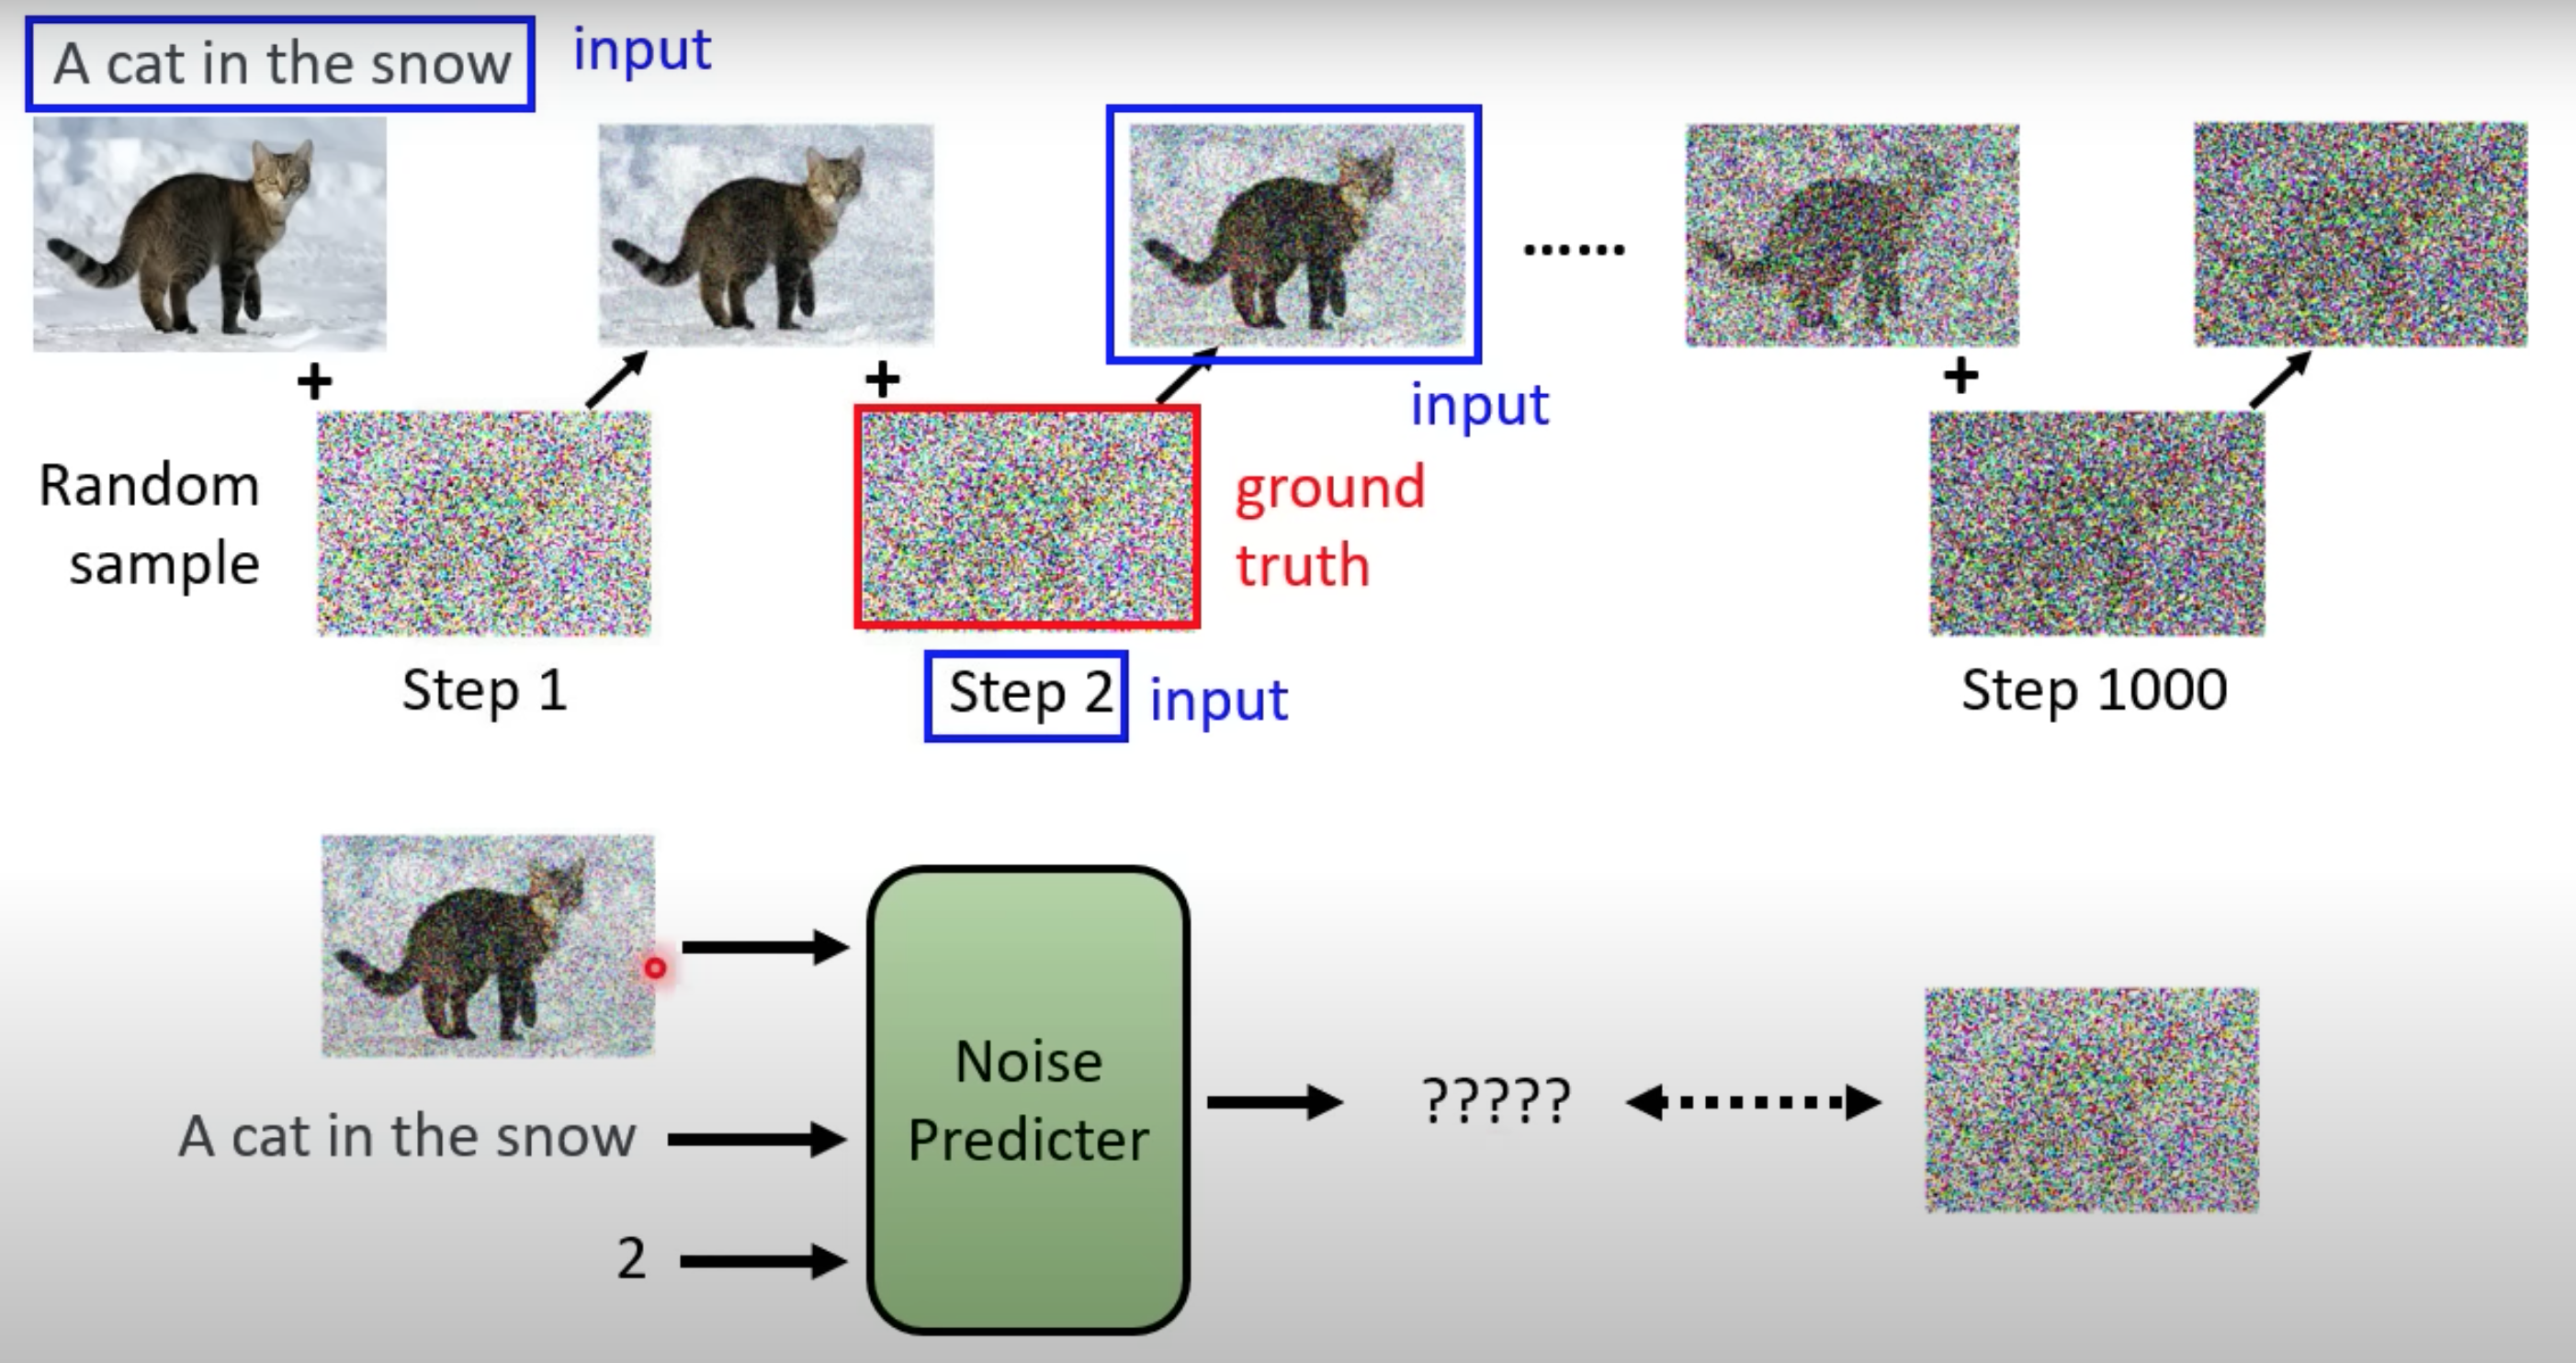 A cat in the snow
input
......
input
Random
sample
ground
truth
Step 1
Step 2
input
Step 1000
Noise
Predicter
A cat in the snow
2
?????